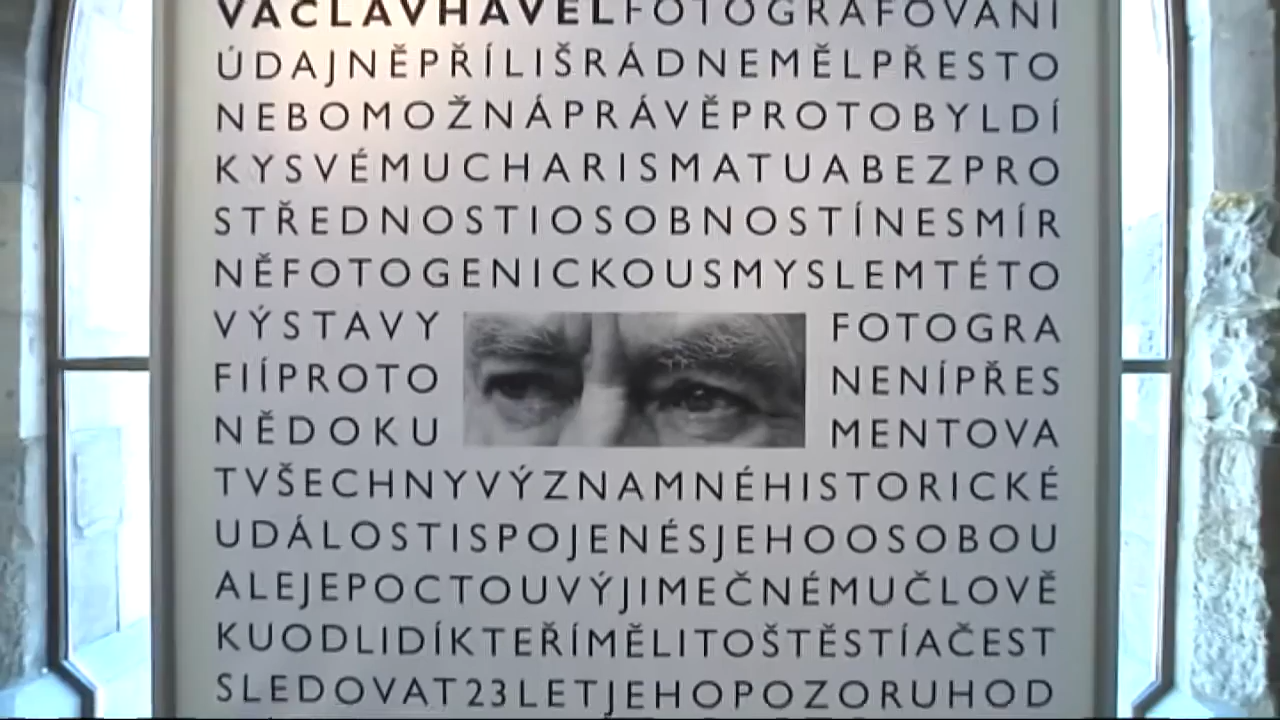 VÁCLAVHAVELFOTOGRAFOVÁNÍ
ÚDAJNĚPŘÍLIŠRÁDNEMĚLPŘESTO
NEBOMOŽNÁPRÁVĚPROTOBYLDÍ
KYSVÉMUCHARISMATUABEZPRO
STŘEDNOSTIOSOBNOSTÍNESMÍR
NĚFOTOGENICKOUSMYSLEMTÉTO
VÝSTAVY FOTOGRA
FIÍPROTO NENÍPŘES
NĚDOKU MENTOVA
TVŠECHNYVÝZNAMNÉHISTORICKÉ
UDÁLOSTISPOJENÉSJEHOOSOBOU
ALEJEPOCTOUVÝJIMEČNÉMUČLOVĚ
KUODLIDÍKTEŘÍMĚLITOŠTĚSTÍAČEST
SLEDOVAT23LETJEHOPOZORUHOD